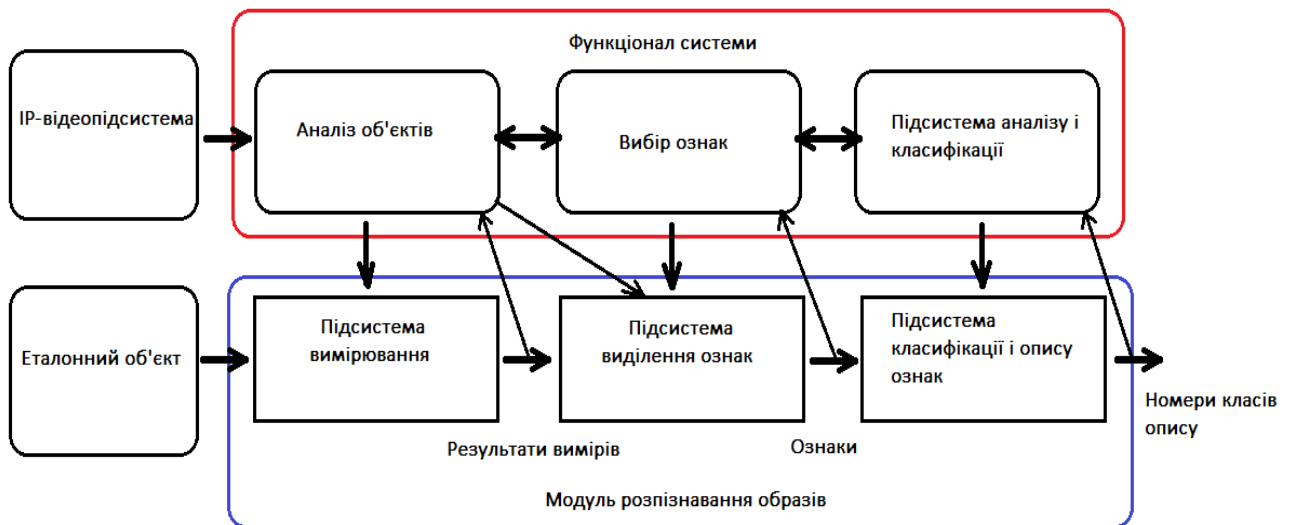 Функціонал системи
IP-відеопідсистема
Аналіз об'єктів
Вибір ознак
Підсистема аналізу і
класифікації
Еталонний об'єкт
Підсистема
вимірювання
Підсистема
виділення ознак
Підсистема
класифікації і опису
ознак
Номери класів
опису
Результати вимірів
Ознаки
Модуль розпізнавання образів